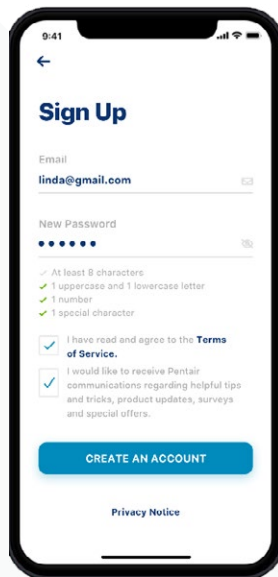 9:41
Sign Up
Email
linda@gmail.com
New Password
At least 8 characters
1 uppercase and 1 lowercase letter
1 number
1 special character
I have read and agree to the Terms
of Service.
I would like to receive Pentair
communications regarding helpful tips
and tricks, product updates, surveys
and special offers.
CREATE AN ACCOUNT
Privacy Notice